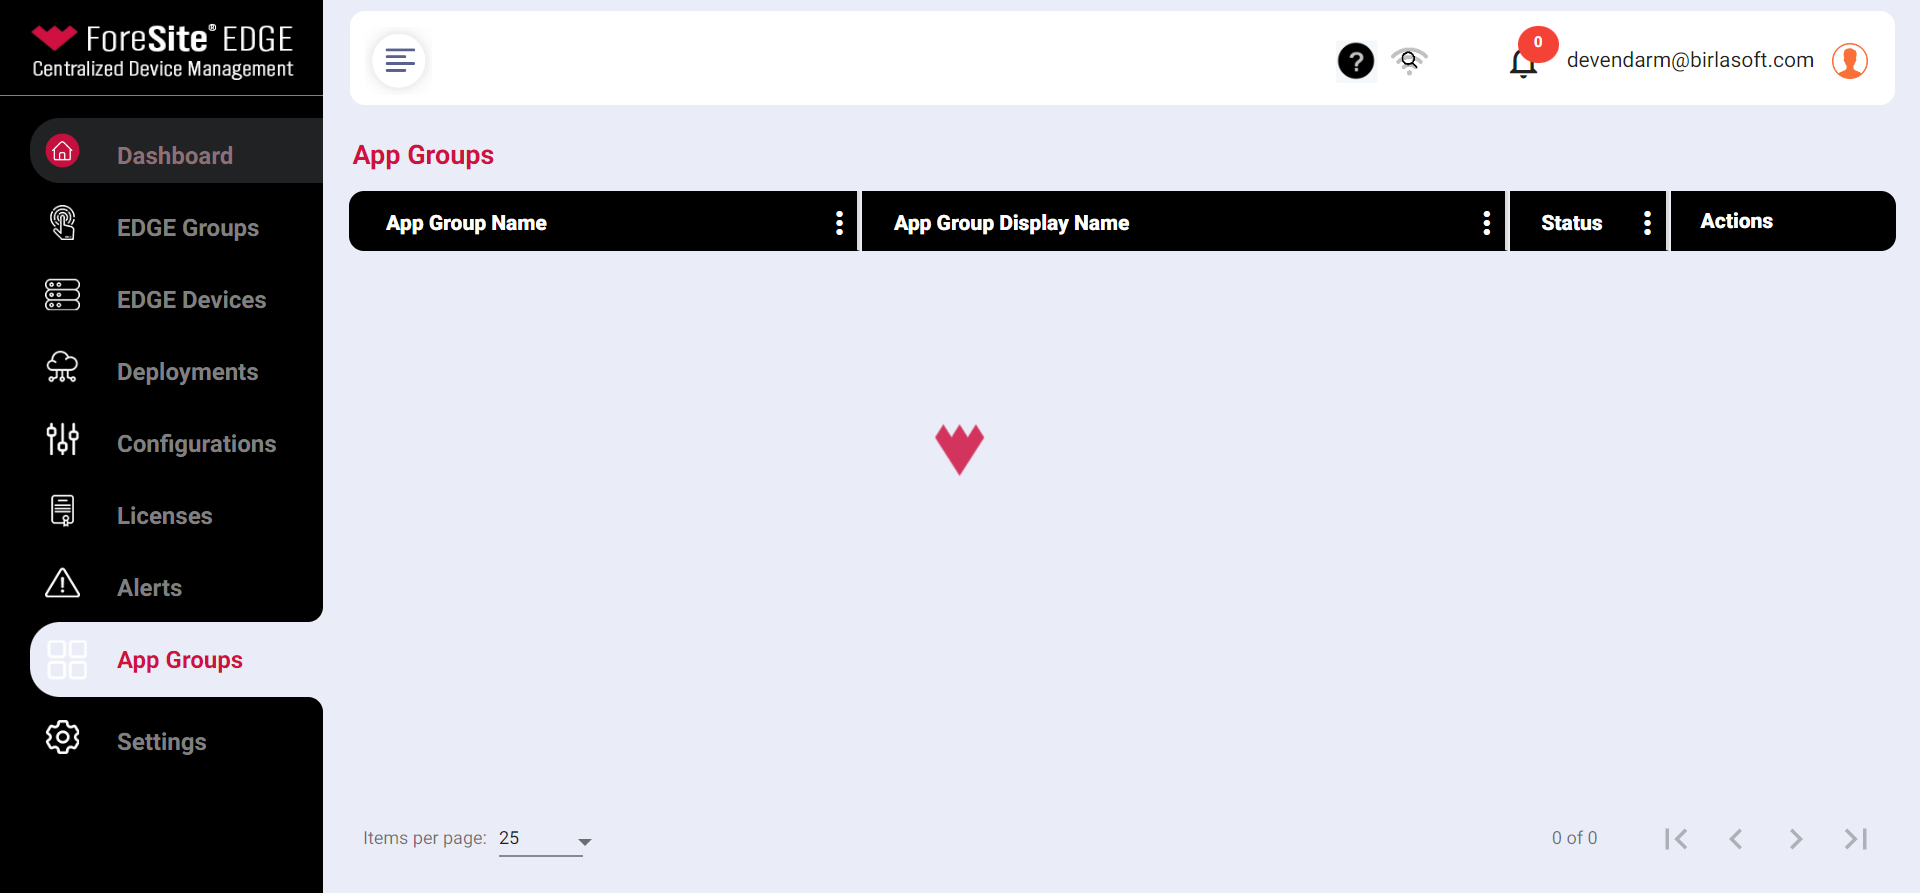 ForeSite® EDGE
Centralized Device Management
0
devendarm@birlasoft.com
Dashboard
EDGE Groups
EDGE Devices
Deployments
Configurations
Licenses
Alerts
App Groups
Settings
App Groups
App Group Name
App Group Display Name
Status
Actions
Items per page: 25
0 of 0